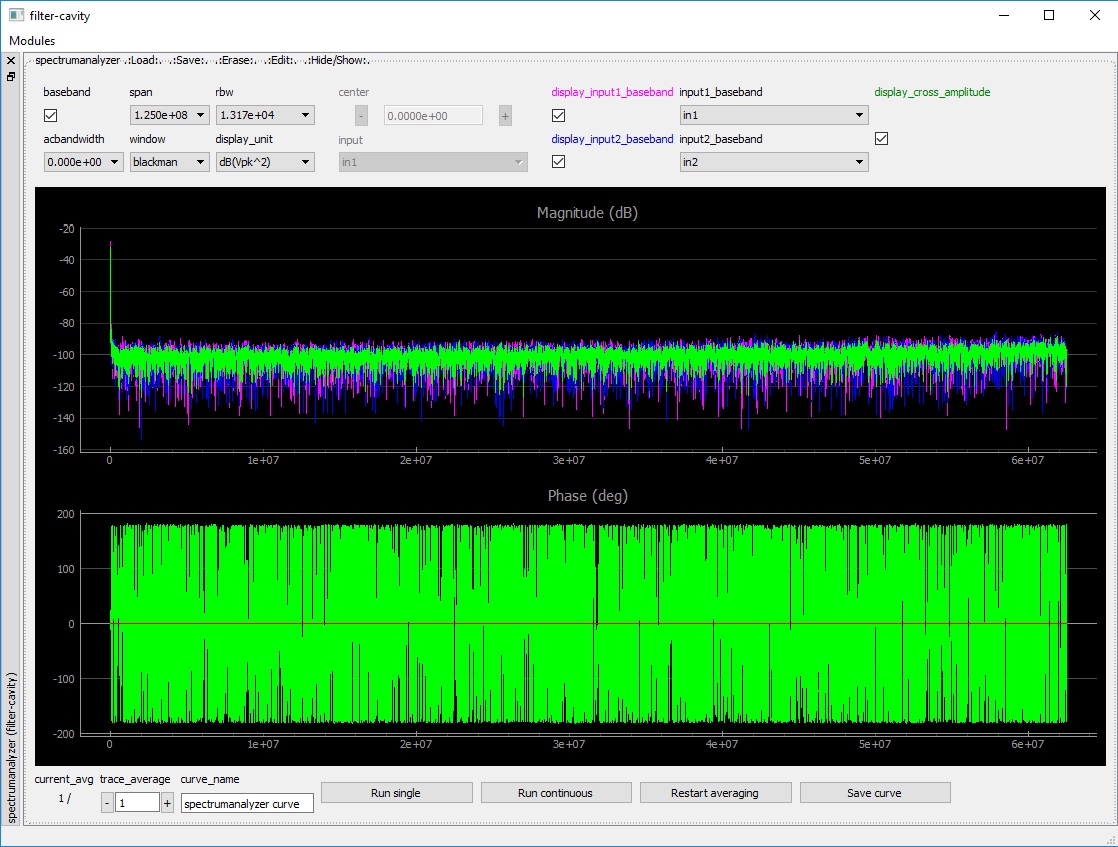 filter-cavity
Modules
spectrumanalyzer .:Load:. .:Save:. .:Erase:. .:Edit:. .:Hide/Show:.
baseband span rbw center display_input1_baseband input1_baseband display_cross_amplitude
1.250e+08 1.317e+04 - 0.0000e+00 + in1
acbandwidth window display_unit input display_input2_baseband input2_baseband
0.000e+00 blackman dB(Vpk^2) in1 in2
Magnitude (dB)
-20
-40
-60
-80
-100
-120
-140
-160
0 1e+07 2e+07 3e+07 4e+07 5e+07 6e+07
Phase (deg)
200
100
0
-100
-200
0 1e+07 2e+07 3e+07 4e+07 5e+07 6e+07
spectrumanalyzer (filter-cavity)
current_avg trace_average curve_name
1 / - 1 + spectrumanalyzer curve Run single Run continuous Restart averaging Save curve